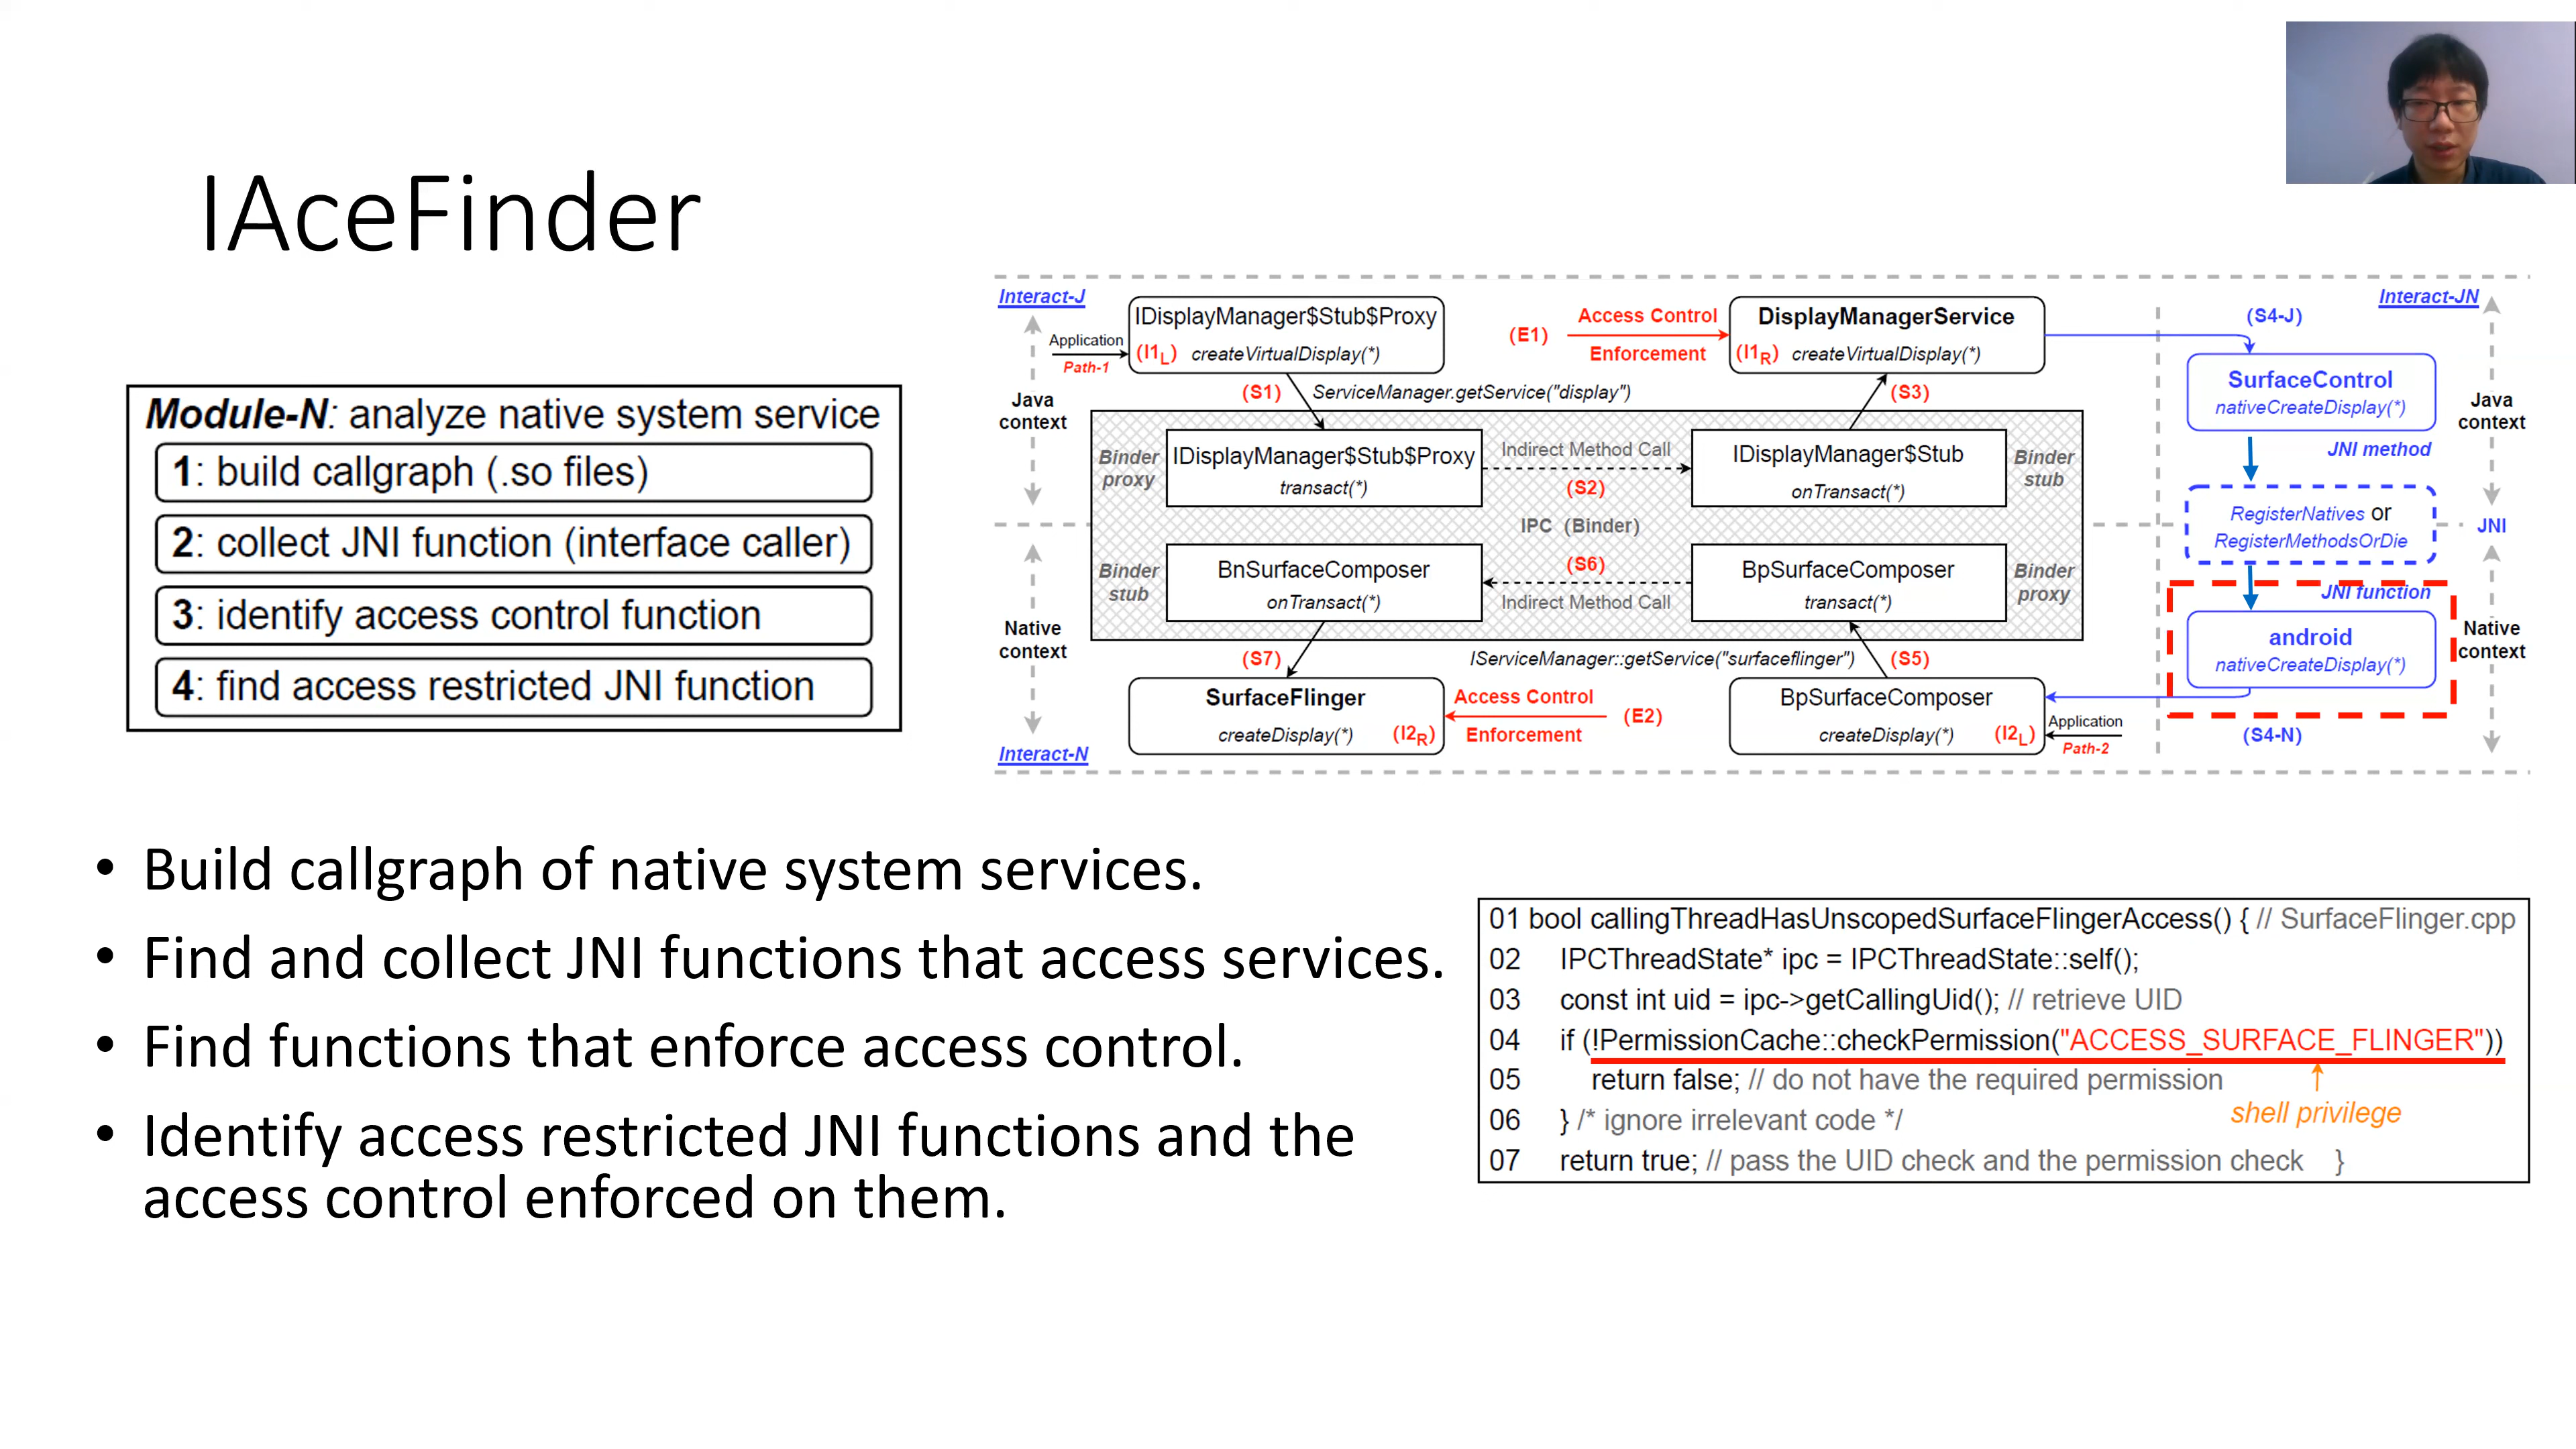 IAceFinder
Module-N: analyze native system service
1: build callgraph (.so files)
2: collect JNI function (interface caller)
3: identify access control function
4: find access restricted JNI function
Interact-J
Interact-JN
Application
Path-1
IDisplayManager$Stub$Proxy
(I1L) createVirtualDisplay(*)
(E1)
Access Control
Enforcement
DisplayManagerService
(I1R) createVirtualDisplay(*)
(S4-J)
(S1)
ServiceManager.getService("display")
(S3)
SurfaceControl
nativeCreateDisplay(*)
Java
context
Java
context
JNI method
Binder
proxy
IDisplayManager$Stub$Proxy
transact(*)
Indirect Method Call
(S2)
IDisplayManager$Stub
onTransact(*)
Binder
stub
IPC (Binder)
RegisterNatives or
RegisterMethodsOrDie
JNI
Binder
stub
BnSurfaceComposer
onTransact(*)
(S6)
Indirect Method Call
BpSurfaceComposer
transact(*)
Binder
proxy
JNI function
android
nativeCreateDisplay(*)
Native
context
Native
context
(S7)
IServiceManager::getService("surfaceflinger")
(S5)
SurfaceFlinger
createDisplay(*) (I2R)
Access Control
Enforcement
(E2)
BpSurfaceComposer
createDisplay(*) (I2L)
Application
Path-2
(S4-N)
Interact-N
• Build callgraph of native system services.
• Find and collect JNI functions that access services.
• Find functions that enforce access control.
• Identify access restricted JNI functions and the
access control enforced on them.
01 bool callingThreadHasUnscopedSurfaceFlingerAccess() { // SurfaceFlinger.cpp
02 IPCThreadState* ipc = IPCThreadState::self();
03 const int uid = ipc->getCallingUid(); // retrieve UID
04 if (!PermissionCache::checkPermission("ACCESS_SURFACE_FLINGER"))
05 return false; // do not have the required permission
06 } /* ignore irrelevant code */
shell privilege
07 return true; // pass the UID check and the permission check }